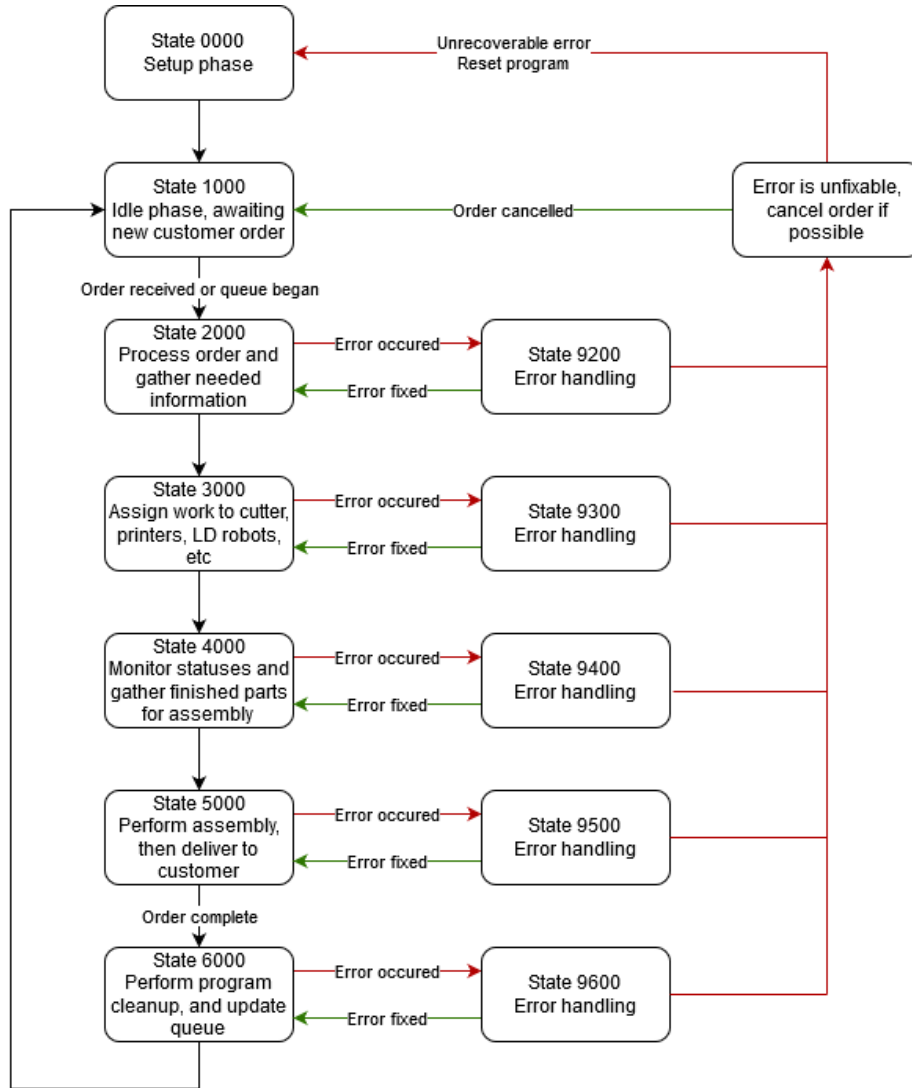 State 0000
Setup phase
Unrecoverable error
Reset program
State 1000
Idle phase, awaiting
new customer order
Order cancelled
Error is unfixable,
cancel order if
possible
Order received or queue began
State 2000
Process order and
gather needed
information
Error occured
Error fixed
State 9200
Error handling
State 3000
Assign work to cutter,
printers, LD robots,
etc
Error occured
Error fixed
State 9300
Error handling
State 4000
Monitor statuses and
gather finished parts
for assembly
Error occured
Error fixed
State 9400
Error handling
State 5000
Perform assembly,
then deliver to
customer
Error occured
Error fixed
State 9500
Error handling
Order complete
State 6000
Perform program
cleanup, and update
queue
Error occured
Error fixed
State 9600
Error handling